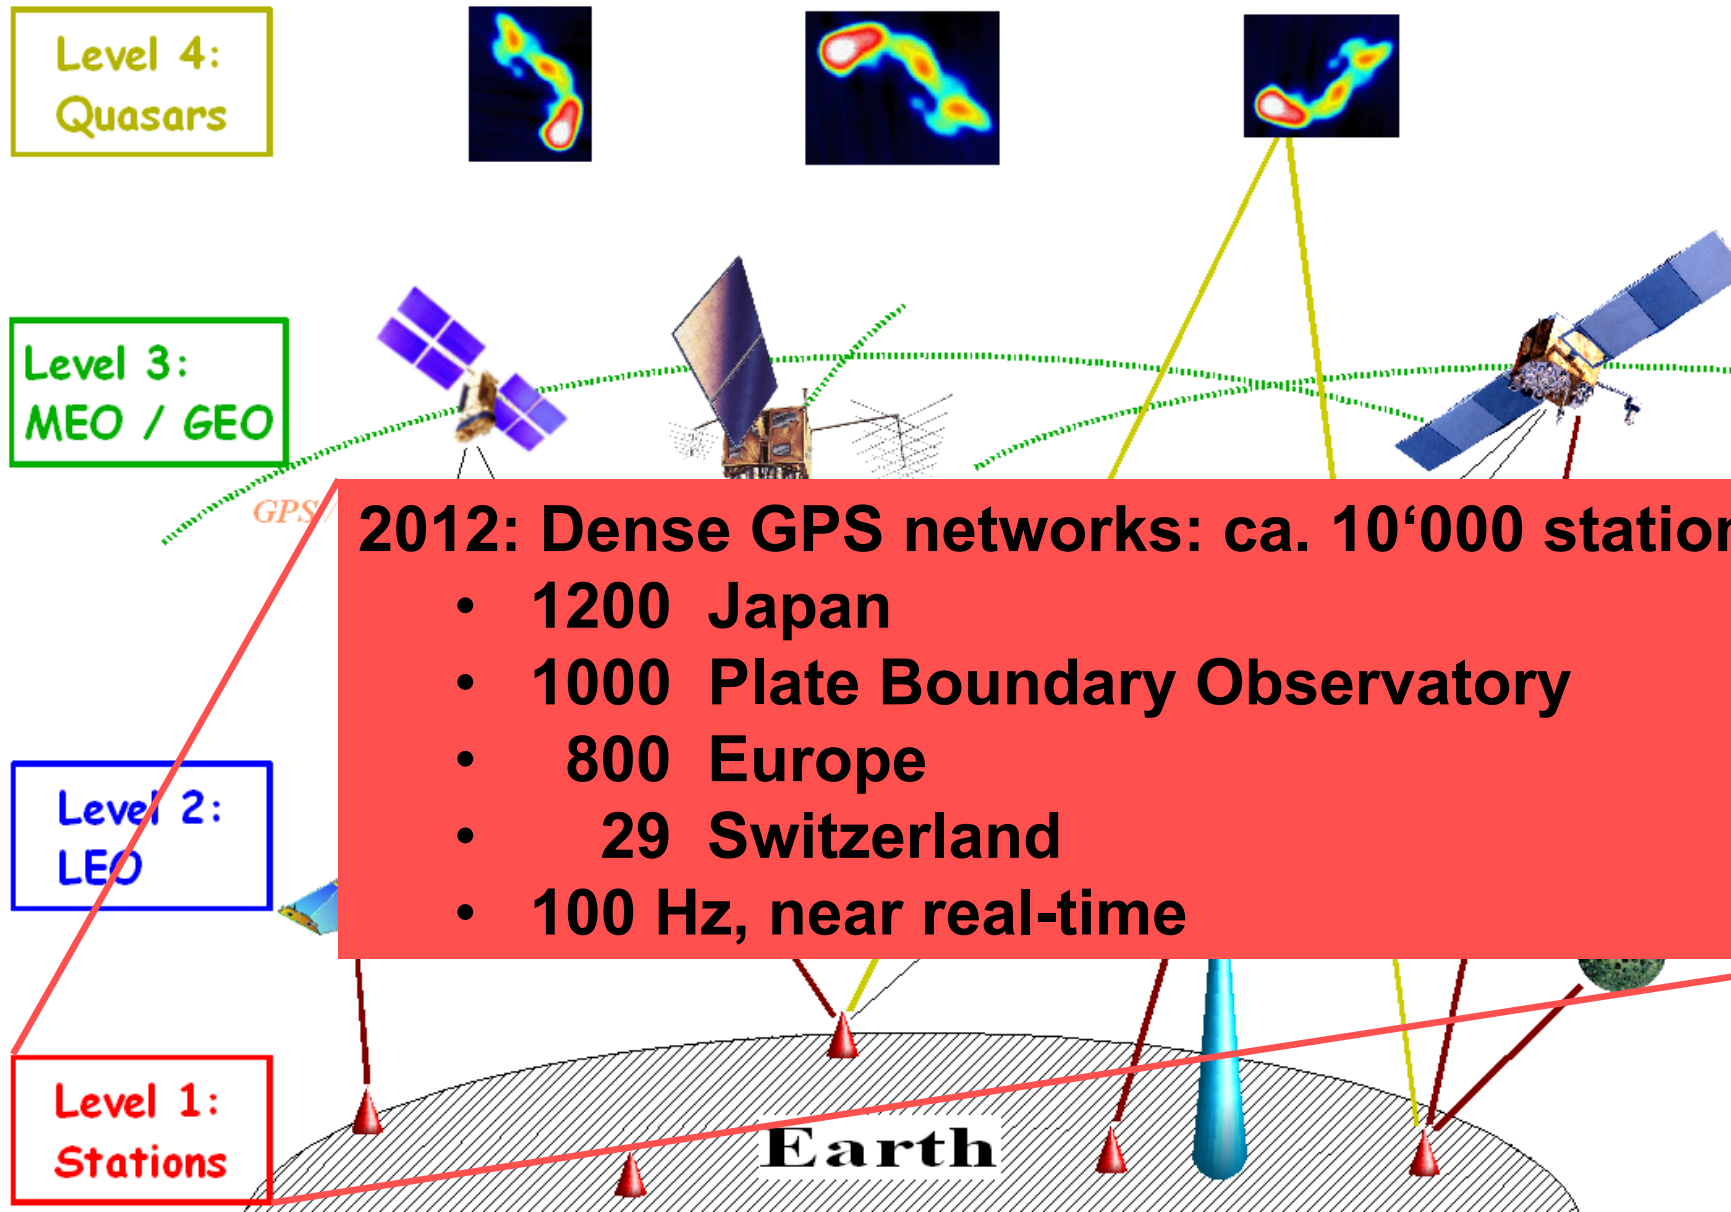 Level 4:
Quasars
Level 3:
MEO / GEO
GPS /
2012: Dense GPS networks: ca. 10‘000 station
• 1200 Japan
• 1000 Plate Boundary Observatory
• 800 Europe
• 29 Switzerland
• 100 Hz, near real-time
Level 2:
LEO
Level 1:
Stations
Earth